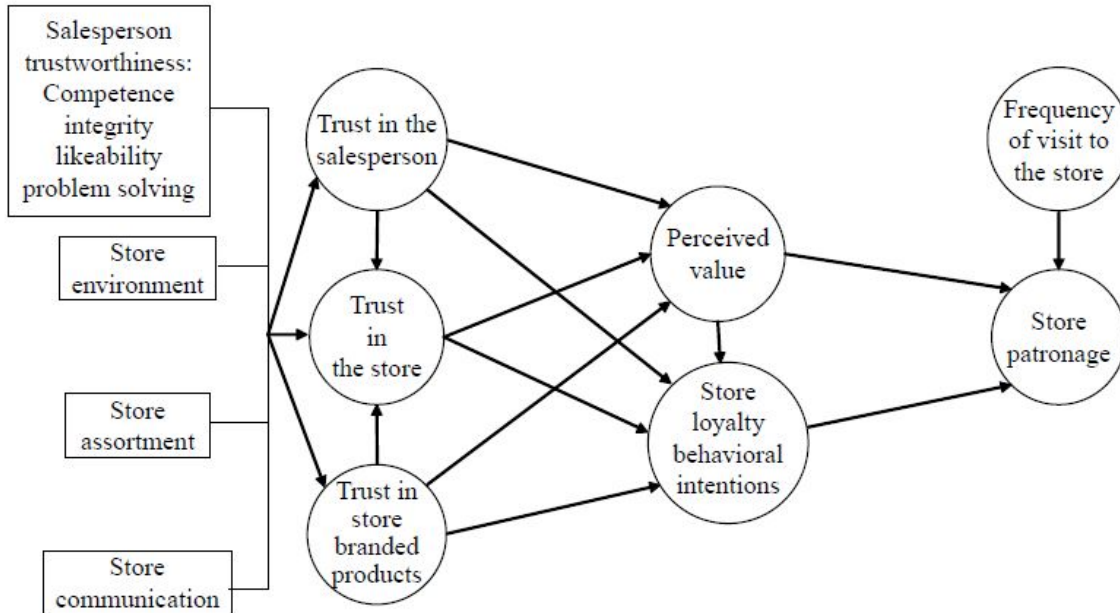 Salesperson
trustworthiness:
Competence
integrity
likeability
problem solving
Store
environment
Store
assortment
Store
communication
Trust in the
salesperson
Trust
in
the store
Trust in
store
branded
products
Perceived
value
Store
loyalty
behavioral
intentions
Frequency
of visit to
the store
Store
patronage